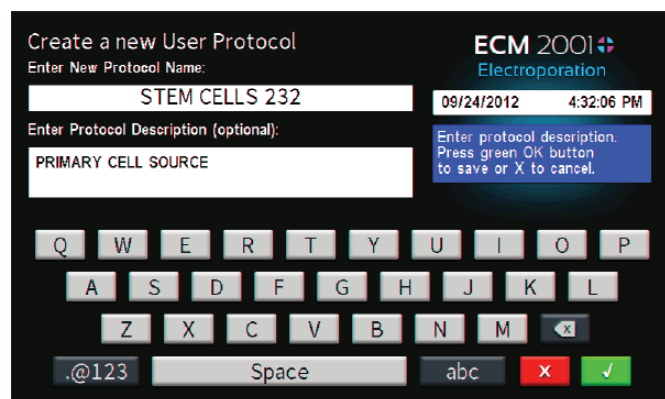 Create a new User Protocol
Enter New Protocol Name:
STEM CELLS 232
Enter Protocol Description (optional):
PRIMARY CELL SOURCE
ECM 2001
Electroporation
09/24/2012 4:32:06 PM
Enter protocol description.
Press green OK button
to save or X to cancel.
Q W E R T Y U I O P
A S D F G H J K L
Z X C V B N M x
.@123 Space abc x √